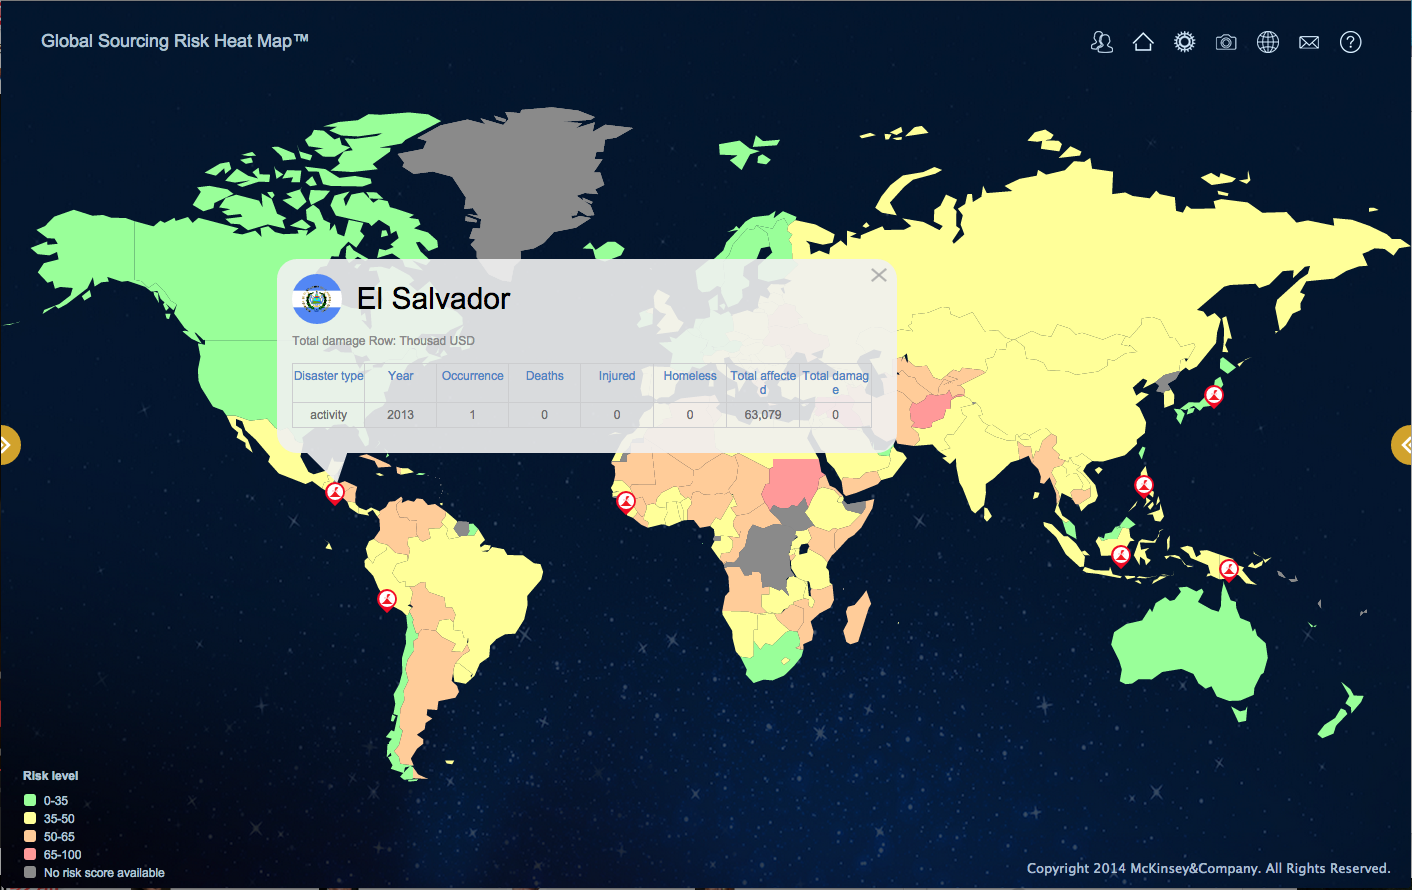 Global Sourcing Risk Heat Map™
El Salvador
Total damage Row: Thousad USD
Disaster type Year Occurrence Deaths Injured Homeless Total affecte Total damag
d e
activity 2013 1 0 0 0 63,079 0
Risk level
0-35
35-50
50-65
65-100
No risk score available
Copyright 2014 McKinsey&Company. All Rights Reserved.